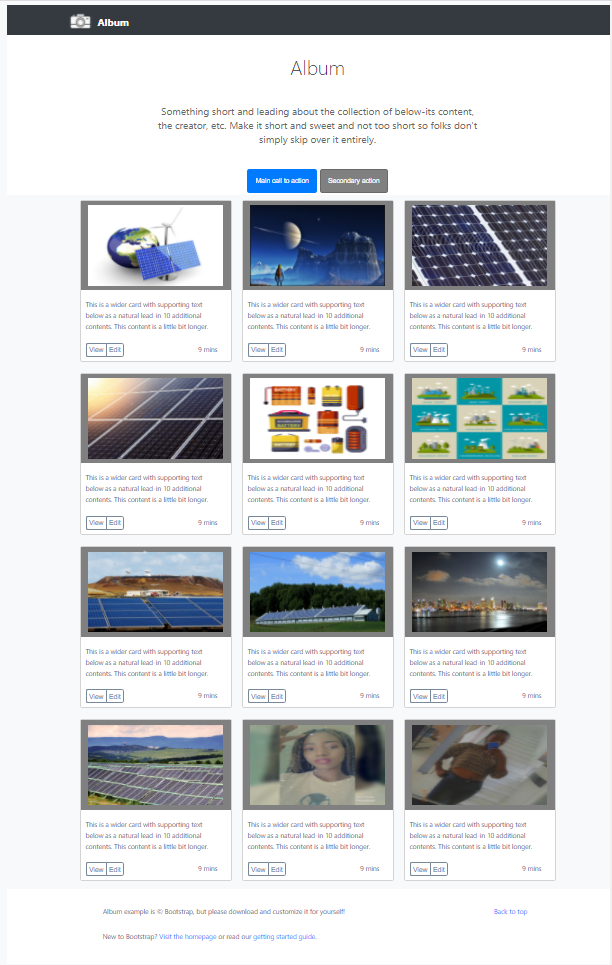 Album
Album
Something short and leading about the collection of below-its content,
the creator, etc. Make it short and sweet and not too short so folks don't
simply skip over it entirely.
Main call to action Secondary action
This is a wider card with supporting text
below as a natural lead-in 10 additional
contents. This content is a little bit longer.
View Edit 9 mins
This is a wider card with supporting text
below as a natural lead-in 10 additional
contents. This content is a little bit longer.
View Edit 9 mins
This is a wider card with supporting text
below as a natural lead-in 10 additional
contents. This content is a little bit longer.
View Edit 9 mins
This is a wider card with supporting text
below as a natural lead-in 10 additional
contents. This content is a little bit longer.
View Edit 9 mins
This is a wider card with supporting text
below as a natural lead-in 10 additional
contents. This content is a little bit longer.
View Edit 9 mins
This is a wider card with supporting text
below as a natural lead-in 10 additional
contents. This content is a little bit longer.
View Edit 9 mins
This is a wider card with supporting text
below as a natural lead-in 10 additional
contents. This content is a little bit longer.
View Edit 9 mins
This is a wider card with supporting text
below as a natural lead-in 10 additional
contents. This content is a little bit longer.
View Edit 9 mins
This is a wider card with supporting text
below as a natural lead-in 10 additional
contents. This content is a little bit longer.
View Edit 9 mins
This is a wider card with supporting text
below as a natural lead-in 10 additional
contents. This content is a little bit longer.
View Edit 9 mins
This is a wider card with supporting text
below as a natural lead-in 10 additional
contents. This content is a little bit longer.
View Edit 9 mins
This is a wider card with supporting text
below as a natural lead-in 10 additional
contents. This content is a little bit longer.
View Edit 9 mins
Album example is © Bootstrap, but please download and customize it for yourself! Back to top
New to Bootstrap? Visit the homepage or read our getting started guide.